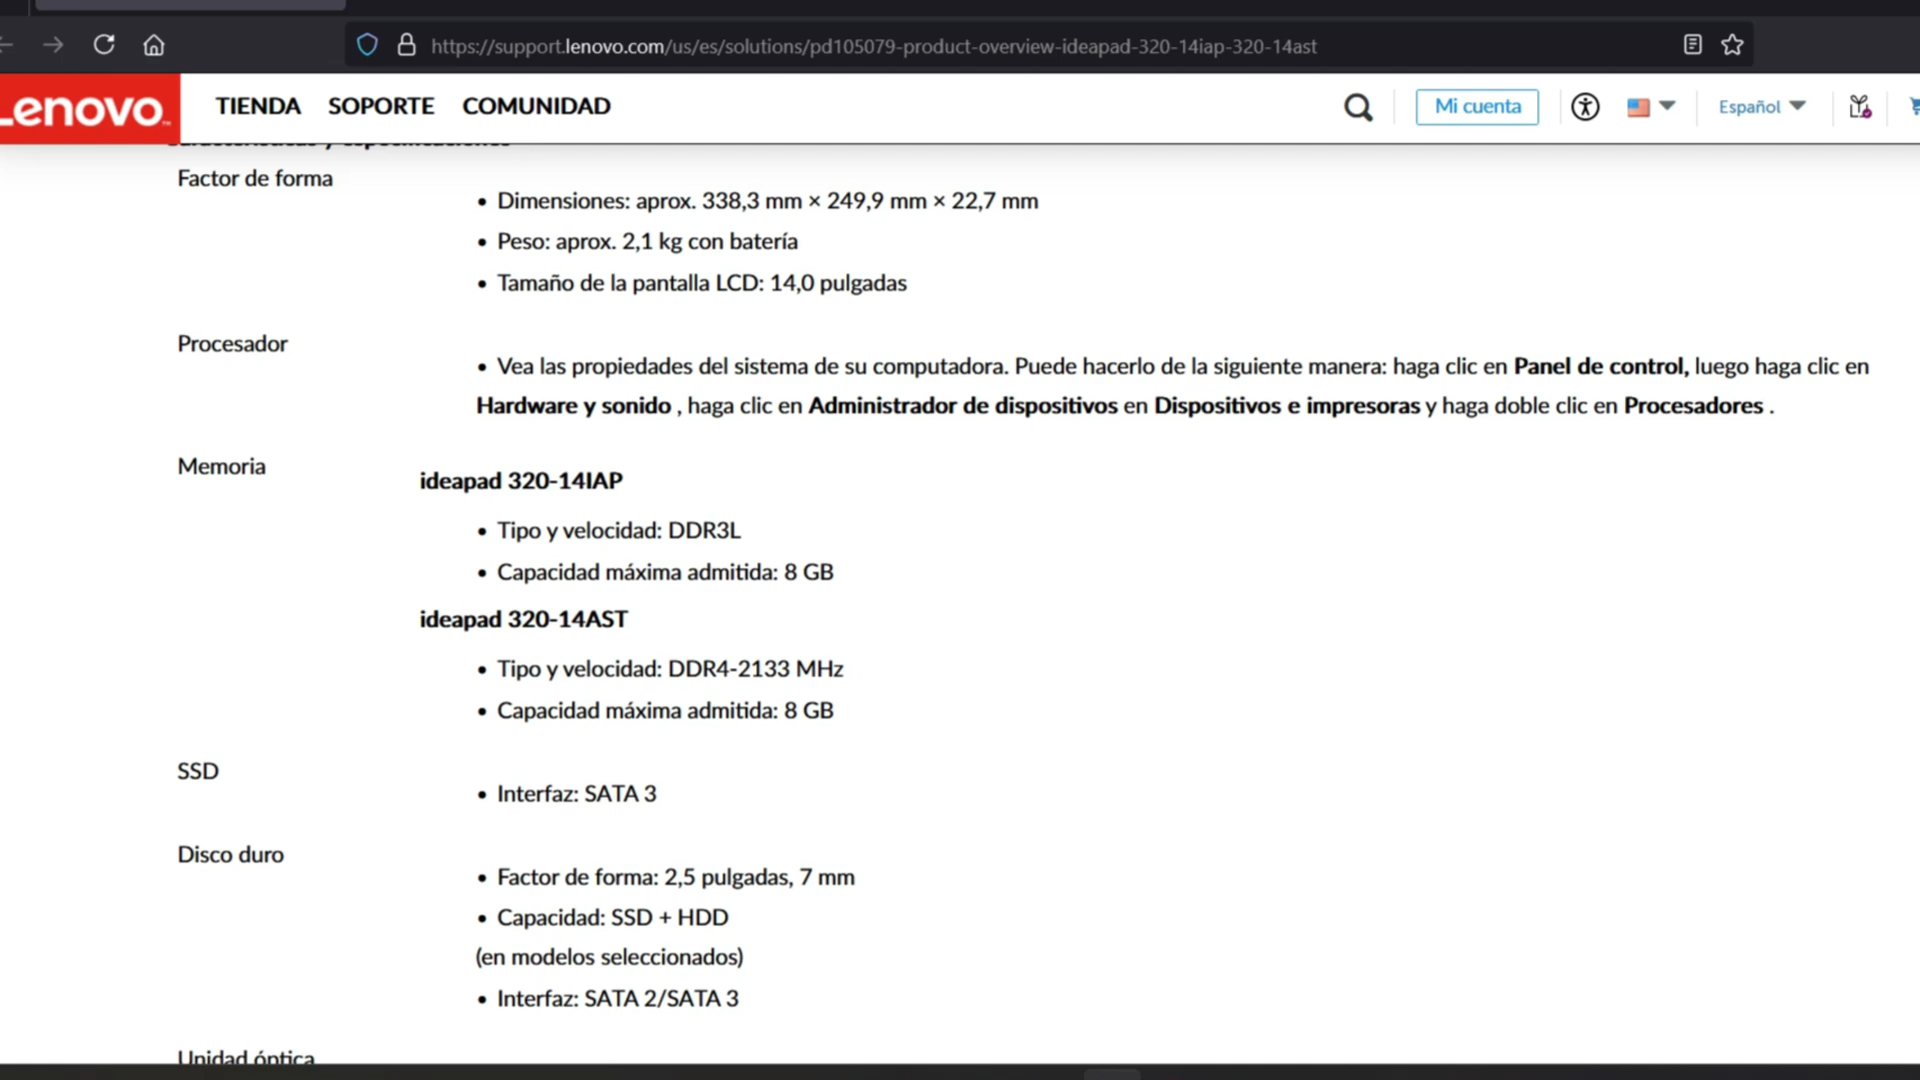 https://support.lenovo.com/us/es/solutions/pd105079-product-overview-ideapad-320-14iap-320-14ast
Lenovo
TIENDA SOPORTE COMUNIDAD
Mi cuenta
Español
Factor de forma
• Dimensiones: aprox. 338,3 mm × 249,9 mm × 22,7 mm
• Peso: aprox. 2,1 kg con batería
• Tamaño de la pantalla LCD: 14,0 pulgadas
Procesador
• Vea las propiedades del sistema de su computadora. Puede hacerlo de la siguiente manera: haga clic en Panel de control, luego haga clic en
Hardware y sonido , haga clic en Administrador de dispositivos en Dispositivos e impresoras y haga doble clic en Procesadores .
Memoria
ideapad 320-14IAP
• Tipo y velocidad: DDR3L
• Capacidad máxima admitida: 8 GB
ideapad 320-14AST
• Tipo y velocidad: DDR4-2133 MHz
• Capacidad máxima admitida: 8 GB
SSD
• Interfaz: SATA 3
Disco duro
• Factor de forma: 2,5 pulgadas, 7 mm
• Capacidad: SSD + HDD
(en modelos seleccionados)
• Interfaz: SATA 2/SATA 3
Unidad óptica